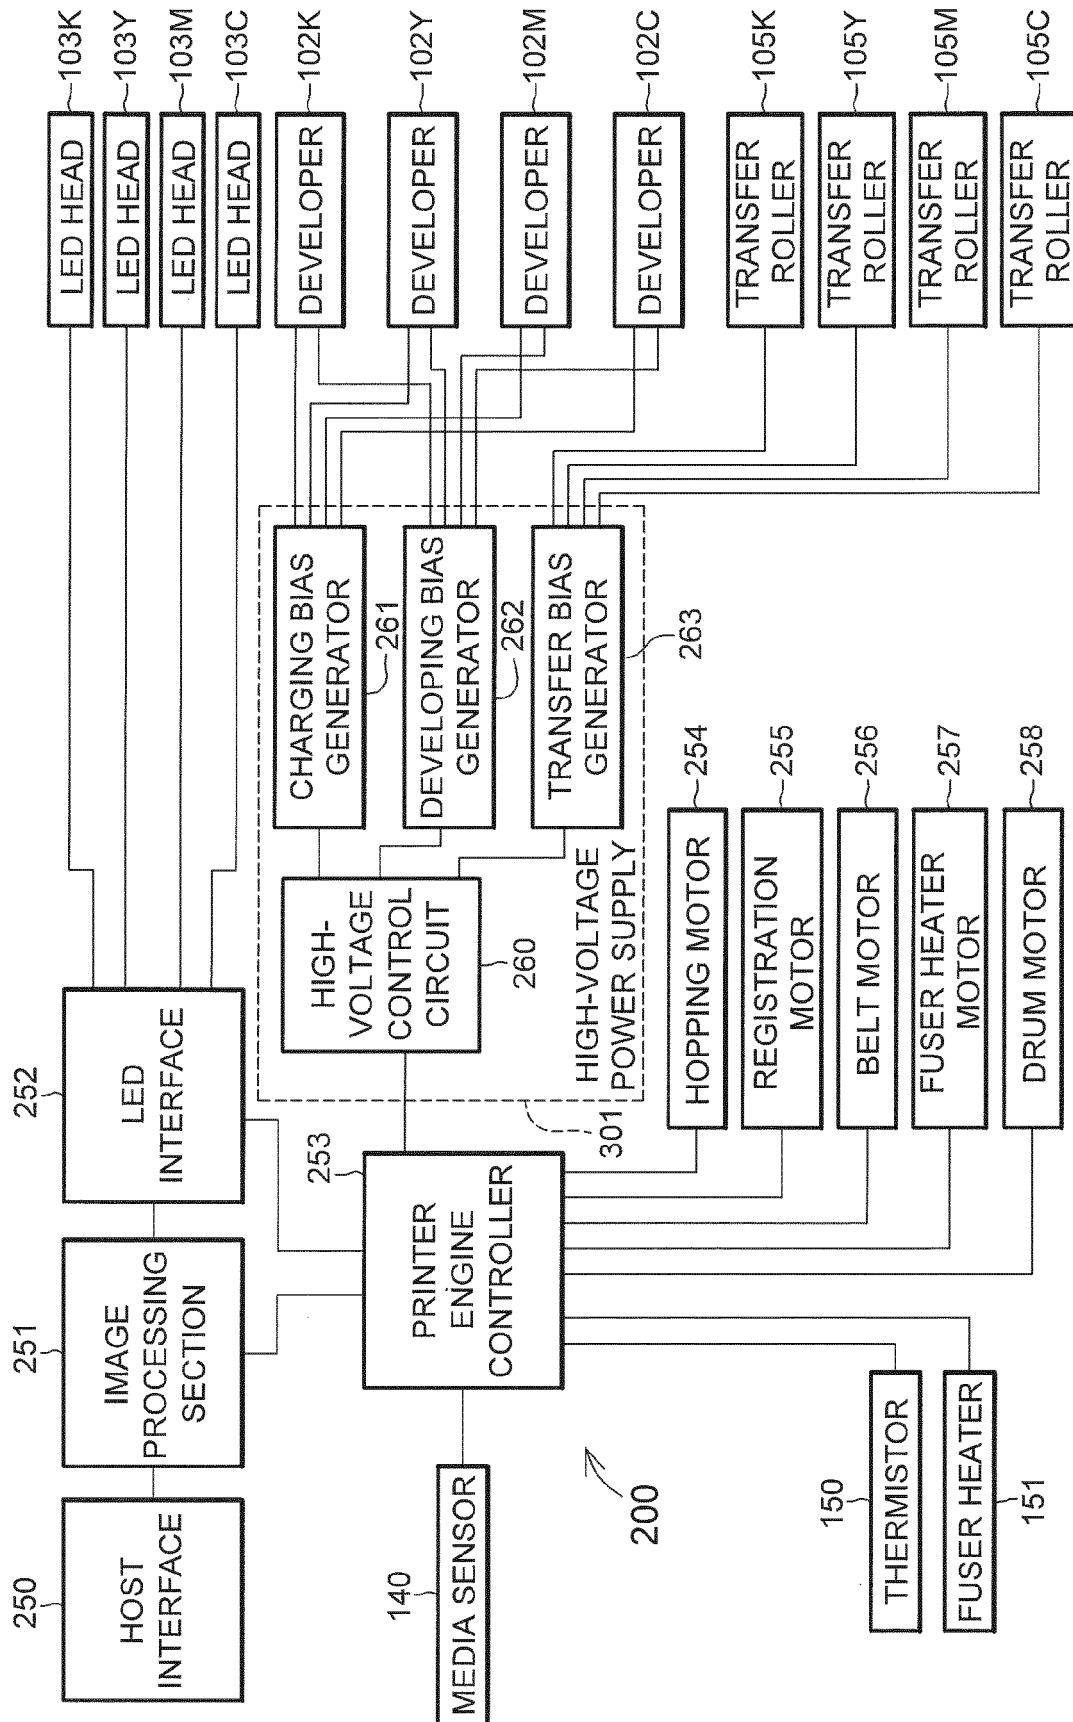 250
HOST
INTERFACE
251
IMAGE
PROCESSING
SECTION
252
LED
INTERFACE
LED HEAD
103K
LED HEAD
103Y
LED HEAD
103M
LED HEAD
103C
DEVELOPER
102K
DEVELOPER
102Y
DEVELOPER
102M
DEVELOPER
102C
TRANSFER
ROLLER
105K
TRANSFER
ROLLER
105Y
TRANSFER
ROLLER
105M
TRANSFER
ROLLER
105C
CHARGING BIAS
GENERATOR
261
DEVELOPING BIAS
GENERATOR
262
TRANSFER BIAS
GENERATOR
263
HIGH-
VOLTAGE
CONTROL
CIRCUIT
260
HIGH-VOLTAGE
POWER SUPPLY
301
253
PRINTER
ENGINE
CONTROLLER
140
MEDIA SENSOR
200
HOPPING MOTOR
254
REGISTRATION
MOTOR
255
BELT MOTOR
256
FUSER HEATER
MOTOR
257
DRUM MOTOR
258
150
THERMISTOR
FUSER HEATER
151